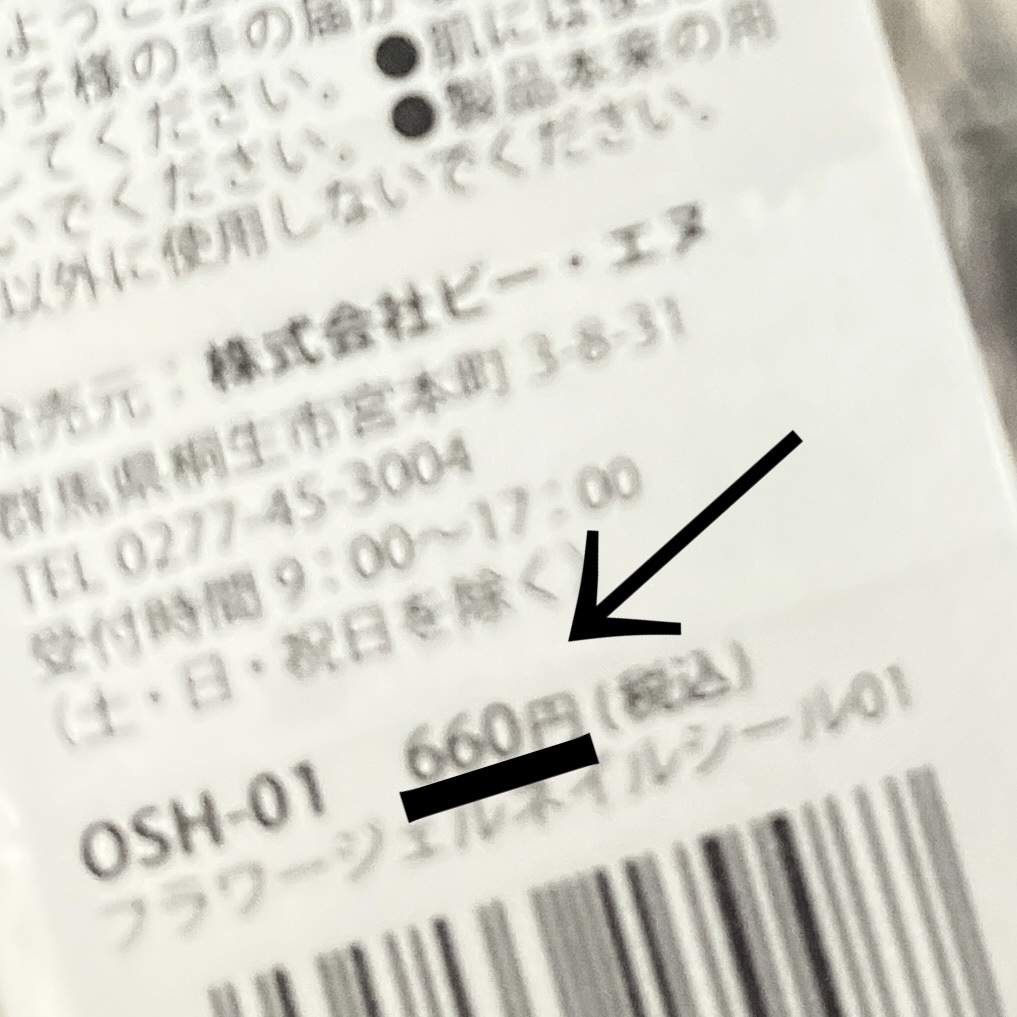 子様の手の届か
●肌には
てください。
●製品本来の用
いでください。
以外に使用しないでください。
発売元：株式会社ビー・エヌ
群馬県桐生市宮本町 3-8-31
TEL 0277-45-3004
受付時間 9：00～17：00
（土・日・祝日を除く）
OSH-01 660円(税込)
フラワージェルネイルシール01